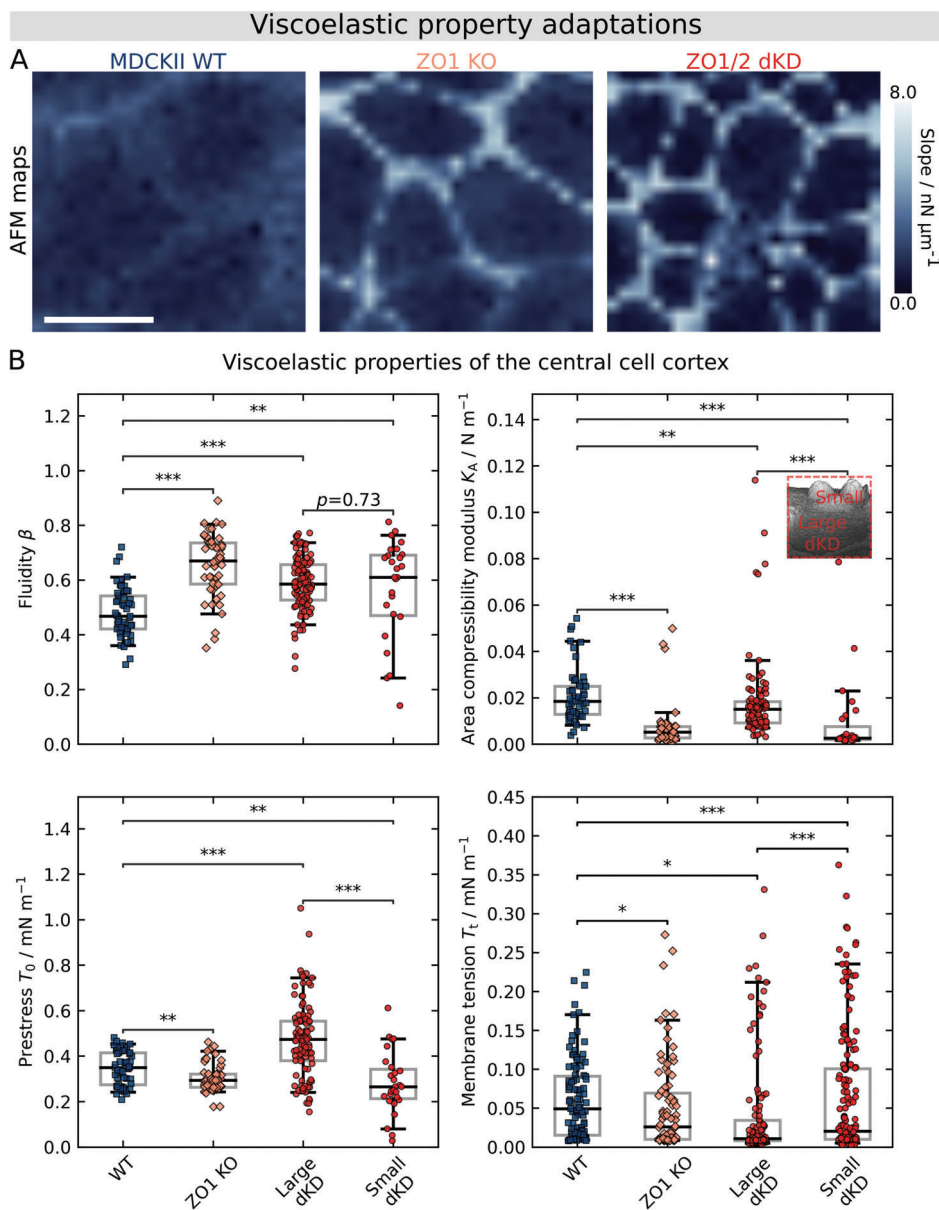 Viscoelastic property adaptations
A
MDCKII WT
ZO1 KO
ZO1/2 dKD
AFM maps
8.0
Slope / nN µm⁻¹
0.0
B
Viscoelastic properties of the central cell cortex
Fluidity β
1.2
1.0
0.8
0.6
0.4
0.2
0.0
**
***
***
p=0.73
Area compressibility modulus K_A / N m⁻¹
0.14
0.12
0.10
0.08
0.06
0.04
0.02
0.00
***
**
***
***
Small
Large
dKD
Prestress T₀ / mN m⁻¹
1.4
1.2
1.0
0.8
0.6
0.4
0.2
0.0
**
***
***
**
WT
ZO1 KO
Large
dKD
Small
dKD
Membrane tension T_t / mN m⁻¹
0.45
0.40
0.35
0.30
0.25
0.20
0.15
0.10
0.05
0.00
***
***
*
*
WT
ZO1 KO
Large
dKD
Small
dKD